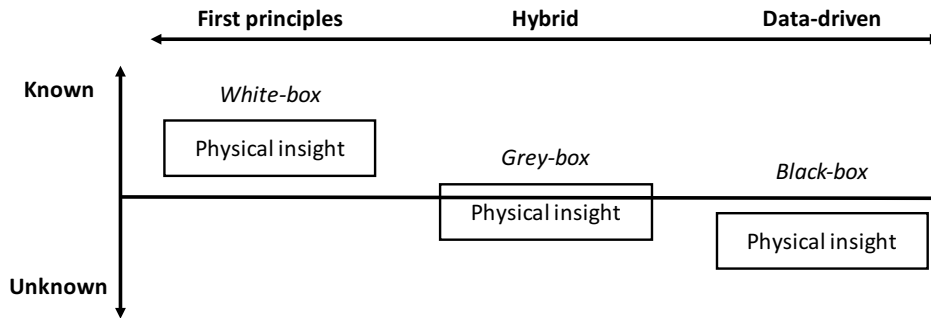 First principles Hybrid Data-driven
Known
White-box
Physical insight
Grey-box
Physical insight
Black-box
Physical insight
Unknown